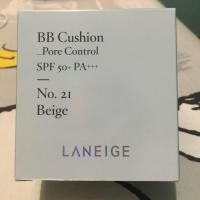 BB Cushion
_Pore Control
SPF 50+ PA+++
No. 21
Beige
LANEIGE